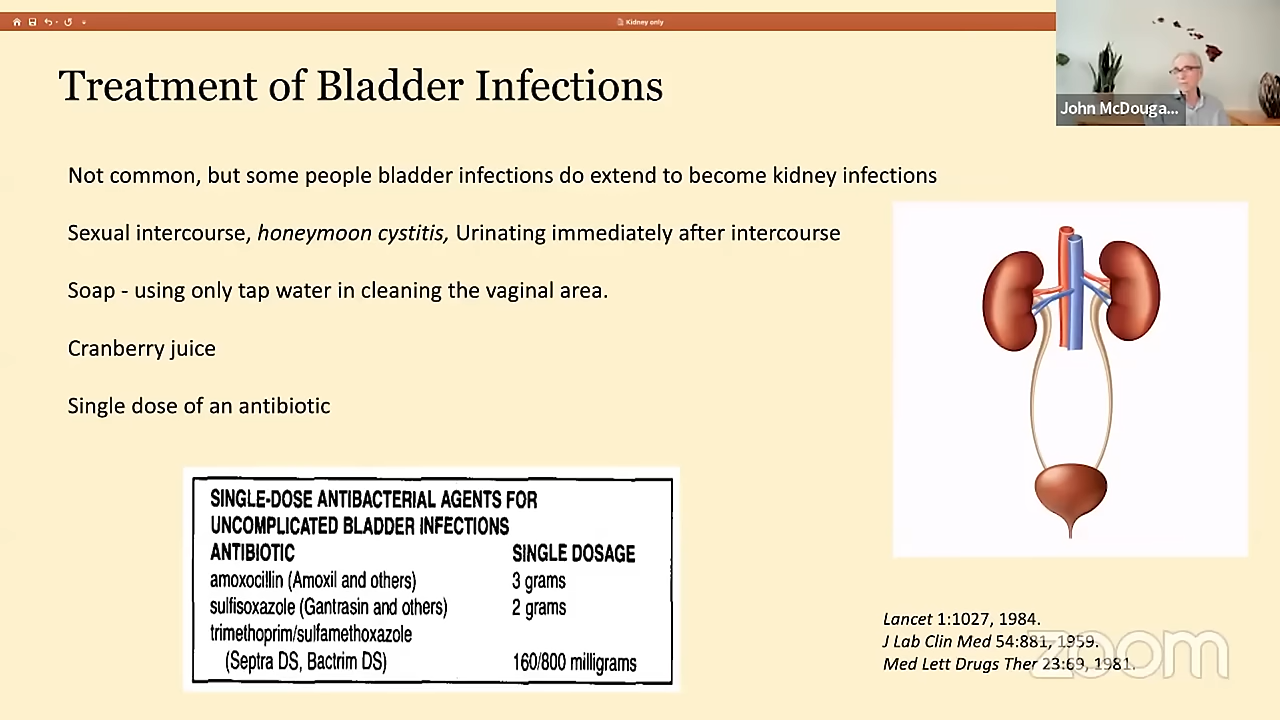 Kidney only
Treatment of Bladder Infections
John McDouga...
Not common, but some people bladder infections do extend to become kidney infections
Sexual intercourse, honeymoon cystitis, Urinating immediately after intercourse
Soap - using only tap water in cleaning the vaginal area.
Cranberry juice
Single dose of an antibiotic
SINGLE-DOSE ANTIBACTERIAL AGENTS FOR
UNCOMPLICATED BLADDER INFECTIONS
ANTIBIOTIC SINGLE DOSAGE
amoxocillin (Amoxil and others) 3 grams
sulfisoxazole (Gantrasin and others) 2 grams
trimethoprim/sulfamethoxazole
(Septra DS, Bactrim DS) 160/800 milligrams
Lancet 1:1027, 1984.
J Lab Clin Med 54:881, 1959.
Med Lett Drugs Ther 23:69, 1981.
zoom